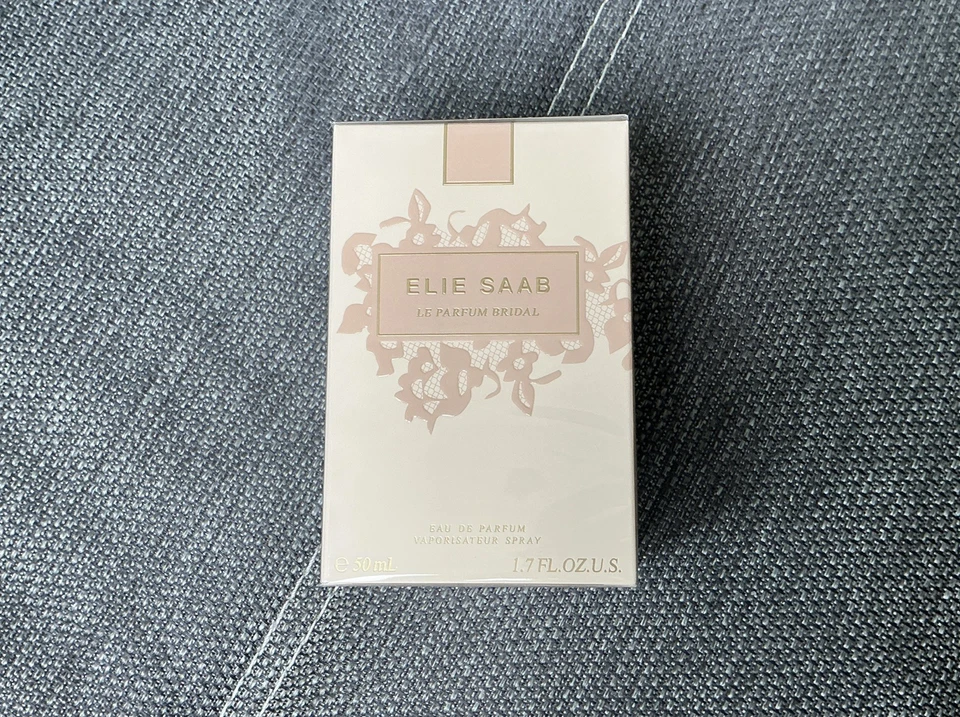 ELIE SAAB
LE PARFUM BRIDAL
EAU DE PARFUM
VAPORISATEUR SPRAY
℮ 50 mL 1.7 FL.OZ.U.S.